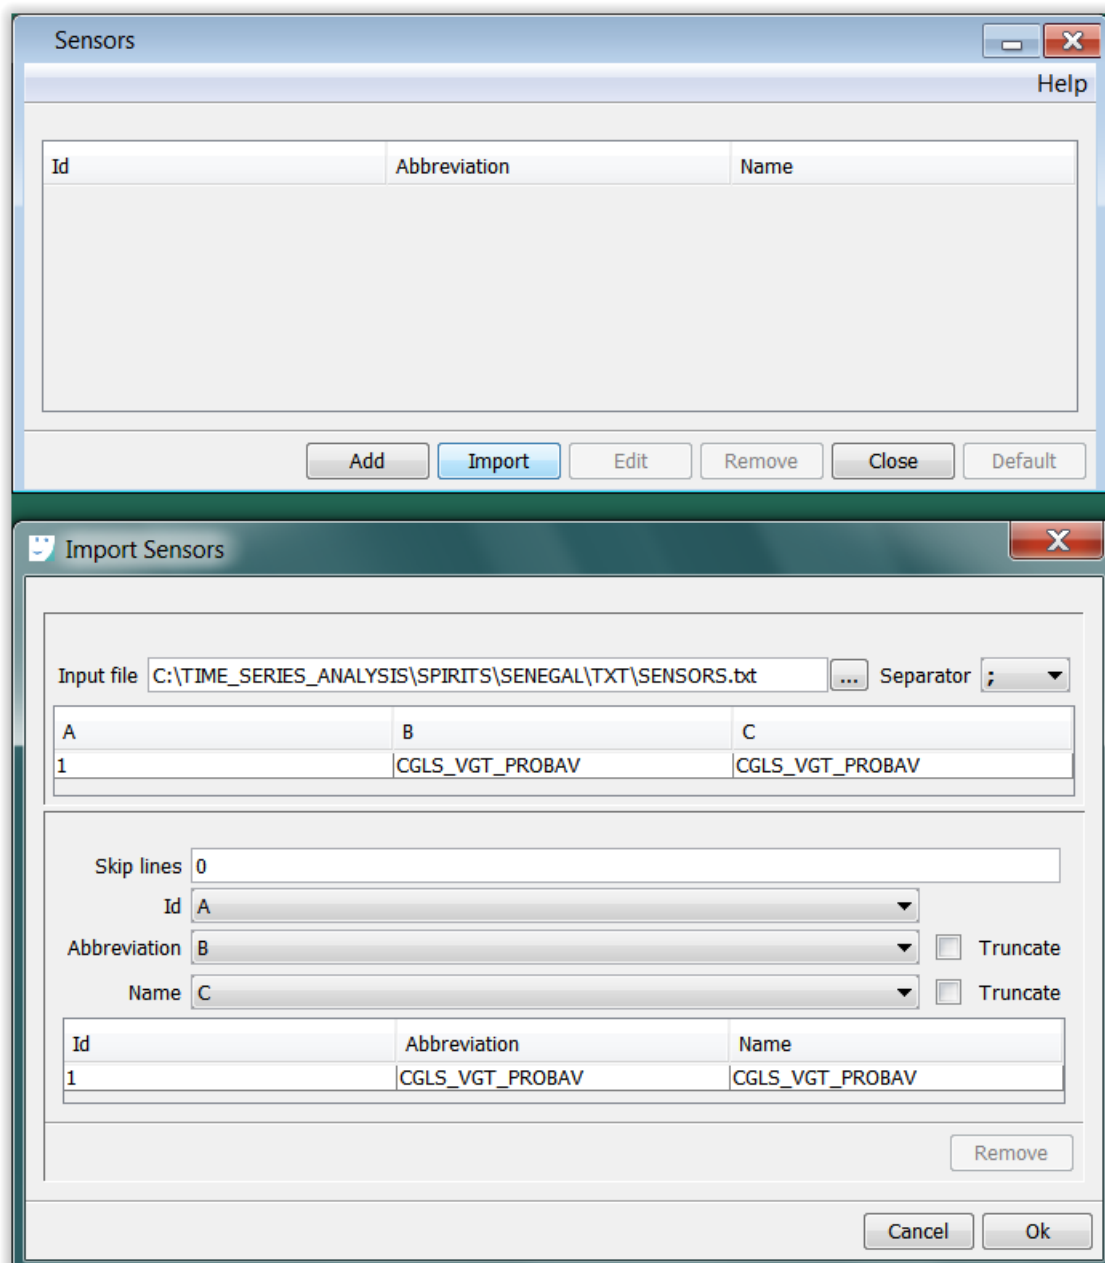 Sensors
Help
Id Abbreviation Name
Add Import Edit Remove Close Default
Import Sensors
Input file C:\TIME_SERIES_ANALYSIS\SPIRITS\SENEGAL\TXT\SENSORS.txt ... Separator ;
A B C
1 CGLS_VGT_PROBAV CGLS_VGT_PROBAV
Skip lines 0
Id A
Abbreviation B Truncate
Name C Truncate
Id Abbreviation Name
1 CGLS_VGT_PROBAV CGLS_VGT_PROBAV
Remove
Cancel Ok